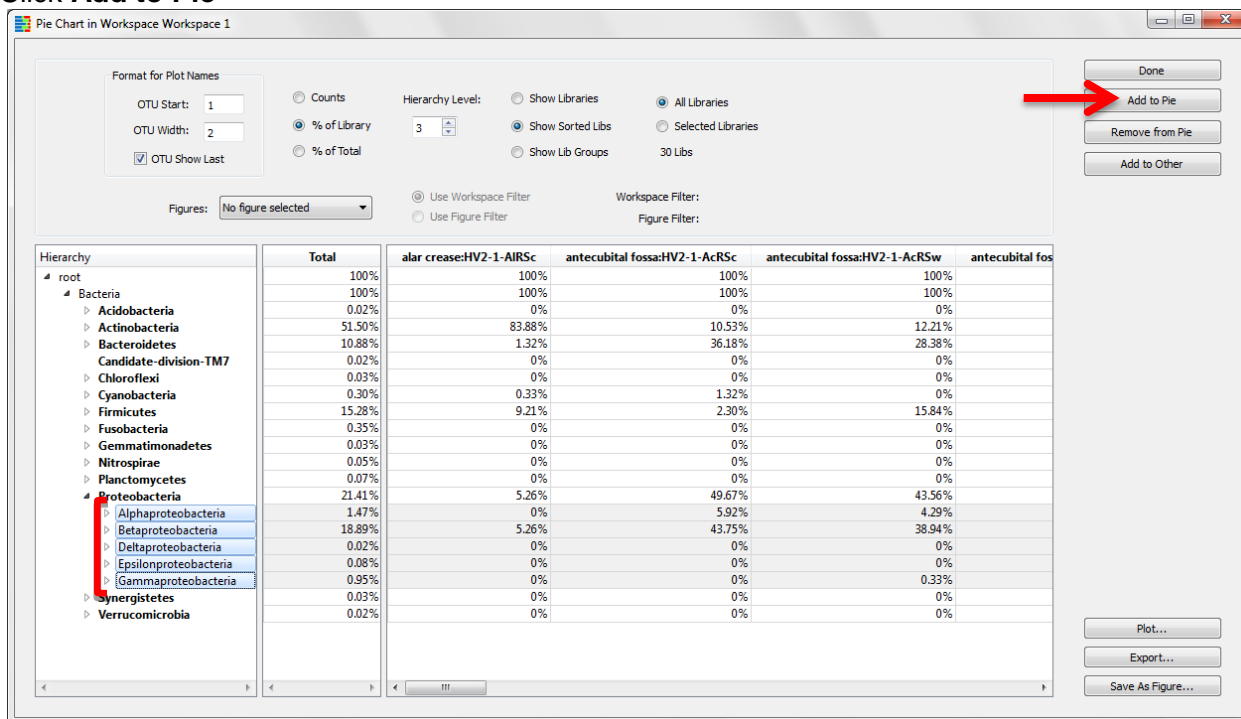 Click Add to Pie
Pie Chart in Workspace Workspace 1
Format for Plot Names
OTU Start: 1
OTU Width: 2
OTU Show Last
Counts
% of Library
% of Total
Hierarchy Level:
3
Show Libraries
Show Sorted Libs
Show Lib Groups
All Libraries
Selected Libraries
30 Libs
Done
Add to Pie
Remove from Pie
Add to Other
Figures: No figure selected
Use Workspace Filter
Use Figure Filter
Workspace Filter:
Figure Filter:
Hierarchy Total alar crease:HV2-1-AlRSc antecubital fossa:HV2-1-AcRSc antecubital fossa:HV2-1-AcRSw antecubital fos
root 100% 100% 100% 100%
Bacteria 100% 100% 100% 100%
Acidobacteria 0.02% 0% 0% 0%
Actinobacteria 51.50% 83.88% 10.53% 12.21%
Bacteroidetes 10.88% 1.32% 36.18% 28.38%
Candidate-division-TM7 0.02% 0% 0% 0%
Chloroflexi 0.03% 0% 0% 0%
Cyanobacteria 0.30% 0.33% 1.32% 0%
Firmicutes 15.28% 9.21% 2.30% 15.84%
Fusobacteria 0.35% 0% 0% 0%
Gemmatimonadetes 0.03% 0% 0% 0%
Nitrospirae 0.05% 0% 0% 0%
Planctomycetes 0.07% 0% 0% 0%
Proteobacteria 21.41% 5.26% 49.67% 43.56%
Alphaproteobacteria 1.47% 0% 5.92% 4.29%
Betaproteobacteria 18.89% 5.26% 43.75% 38.94%
Deltaproteobacteria 0.02% 0% 0% 0%
Epsilonproteobacteria 0.08% 0% 0% 0%
Gammaproteobacteria 0.95% 0% 0% 0.33%
Synergistetes 0.03% 0% 0% 0%
Verrucomicrobia 0.02% 0% 0% 0%
Plot...
Export...
Save As Figure...